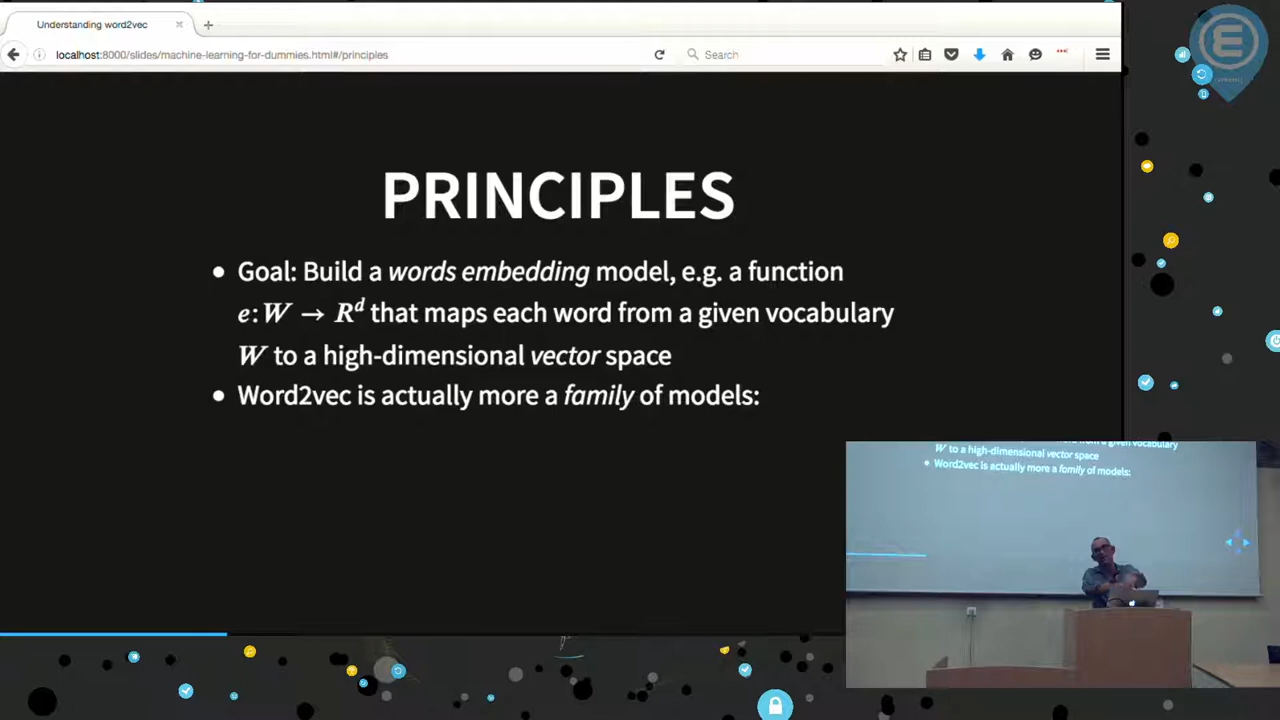 Understanding word2vec
localhost:8000/slides/machine-learning-for-dummies.html#/principles
Search
PRINCIPLES
Goal: Build a words embedding model, e.g. a function
e: W → R^d that maps each word from a given vocabulary
W to a high-dimensional vector space
Word2vec is actually more a family of models:
W to a high-dimensional vector space
Word2vec is actually more a family of models: